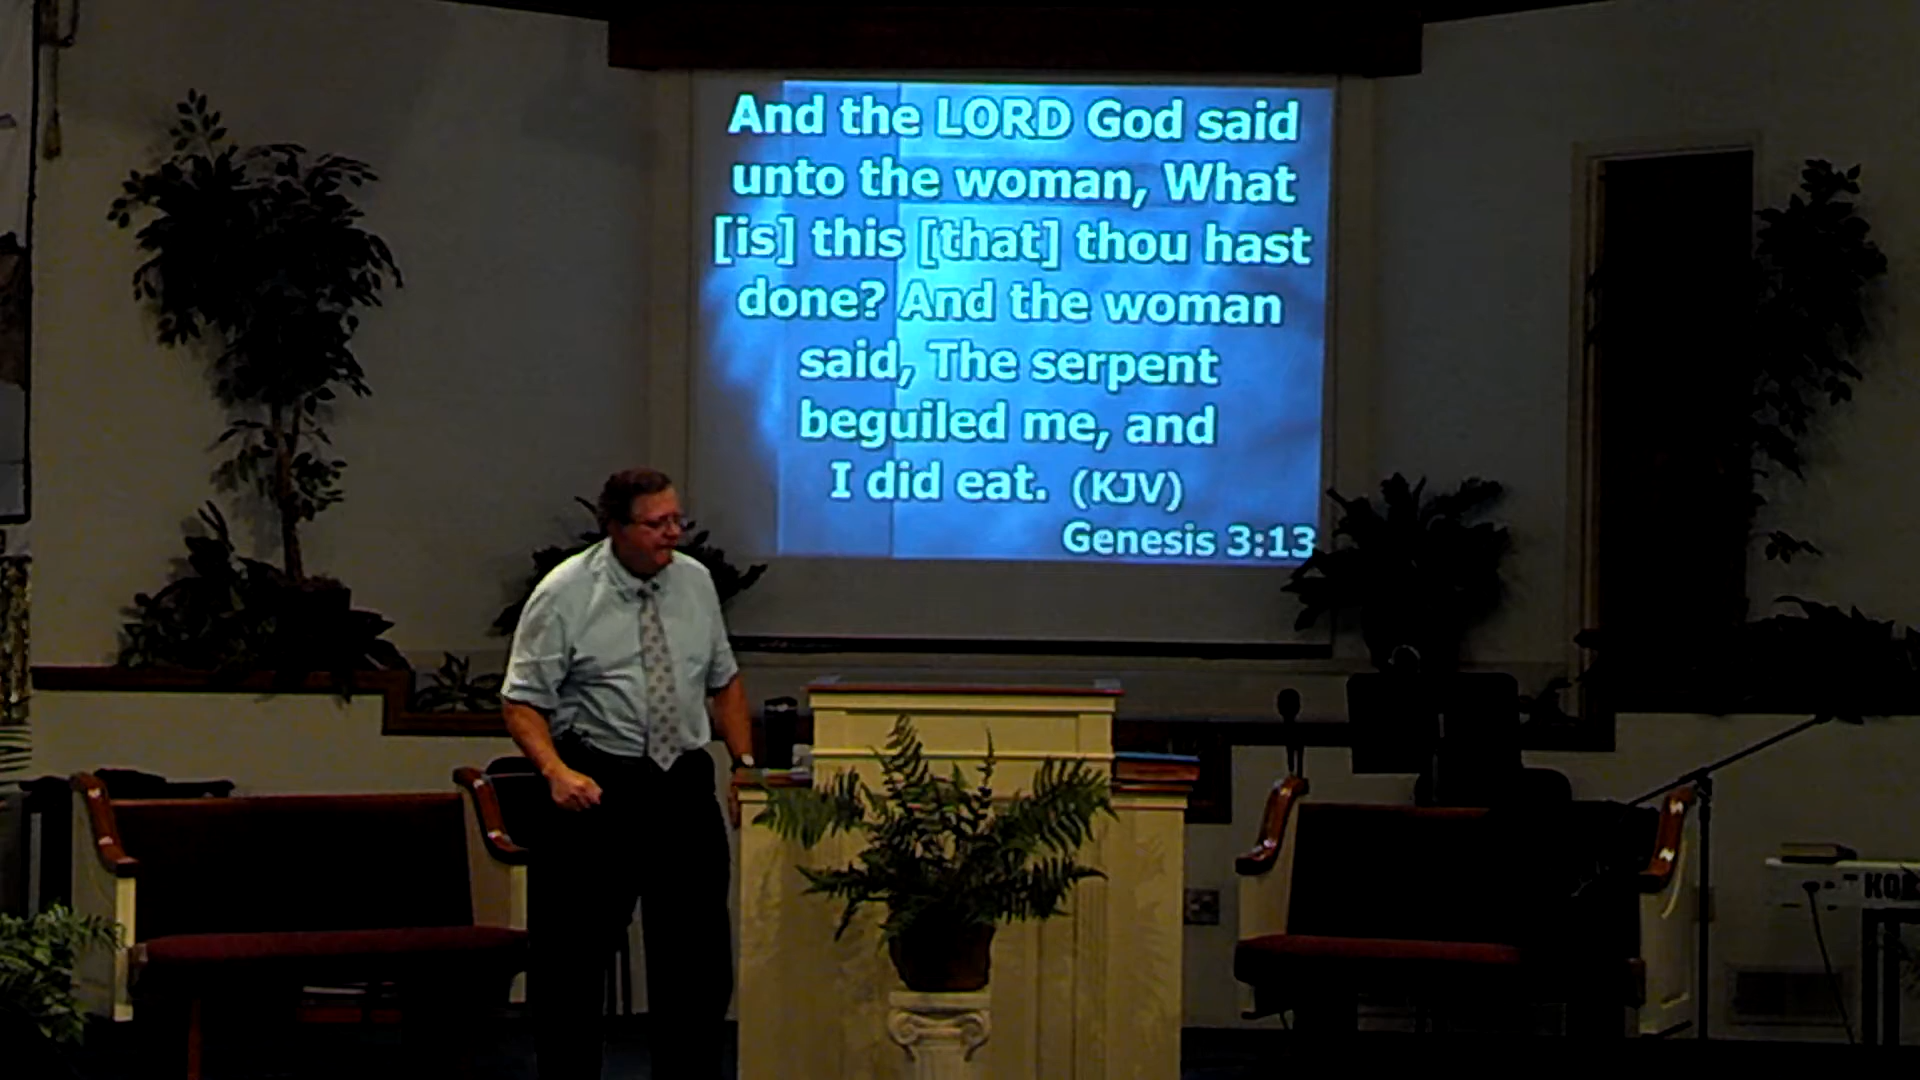 And the LORD God said
unto the woman, What
[is] this [that] thou hast
done? And the woman
said, The serpent
beguiled me, and
I did eat. (KJV)
Genesis 3:13